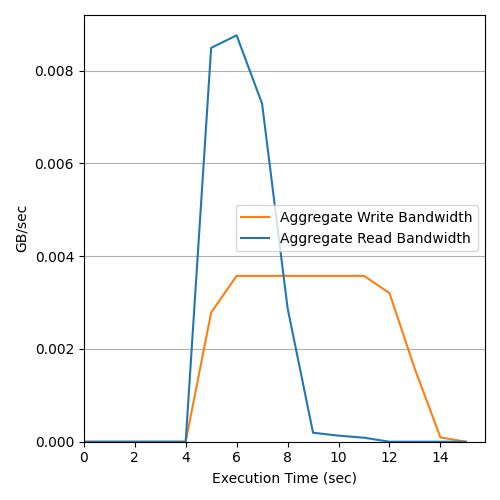 0.008
0.006
0.004
0.002
0.000
GB/sec
Aggregate Write Bandwidth
Aggregate Read Bandwidth
0 2 4 6 8 10 12 14
Execution Time (sec)